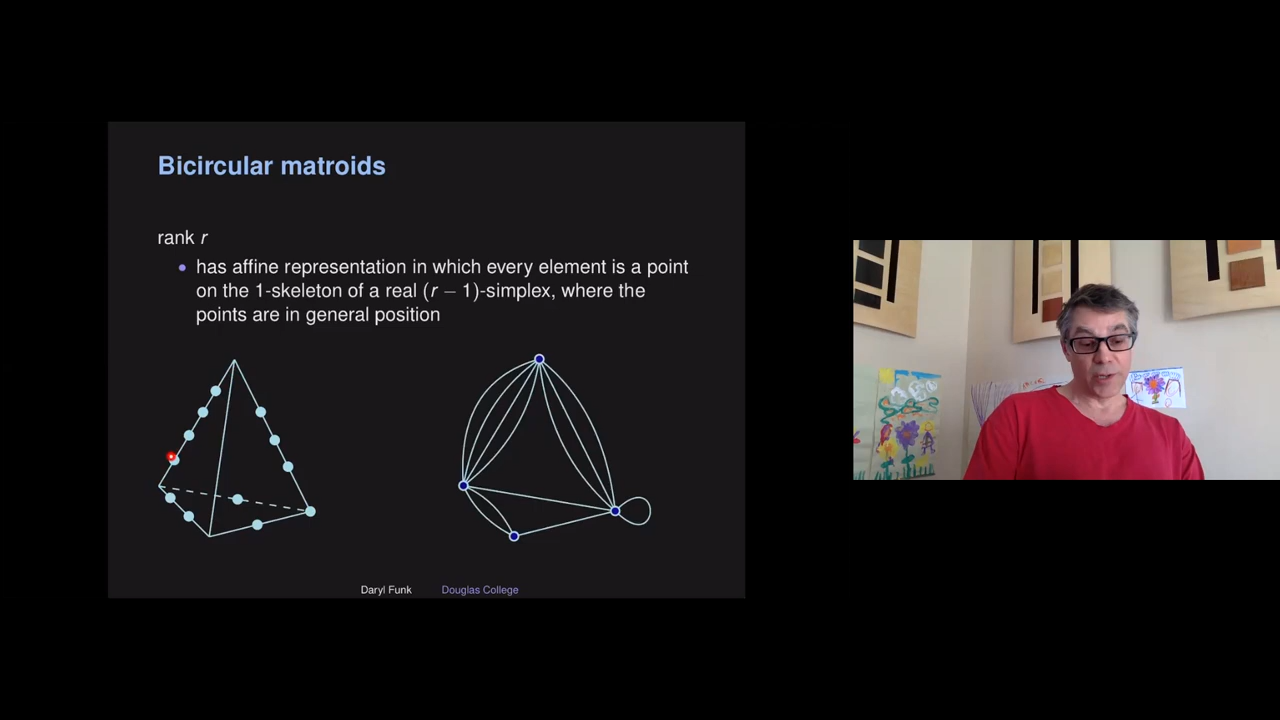 Bicircular matroids
rank r
• has affine representation in which every element is a point
on the 1-skeleton of a real (r − 1)-simplex, where the
points are in general position
Daryl Funk Douglas College